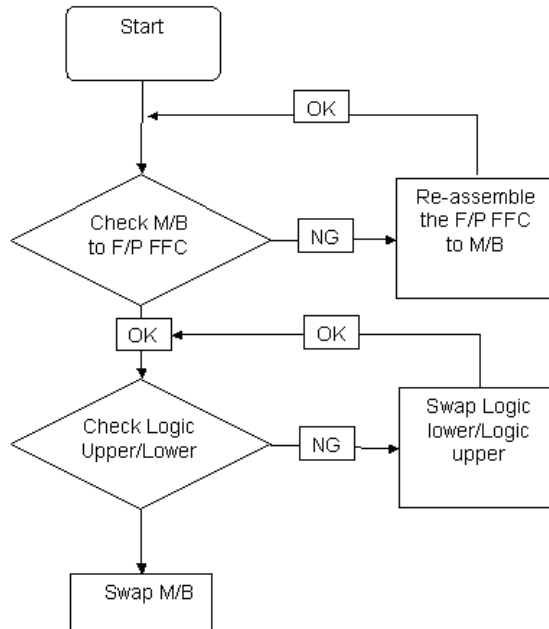 Start
OK
Check M/B
to F/P FFC
NG
Re-assemble
the F/P FFC
to M/B
OK
OK
Check Logic
Upper/Lower
NG
Swap Logic
lower/Logic
upper
Swap M/B